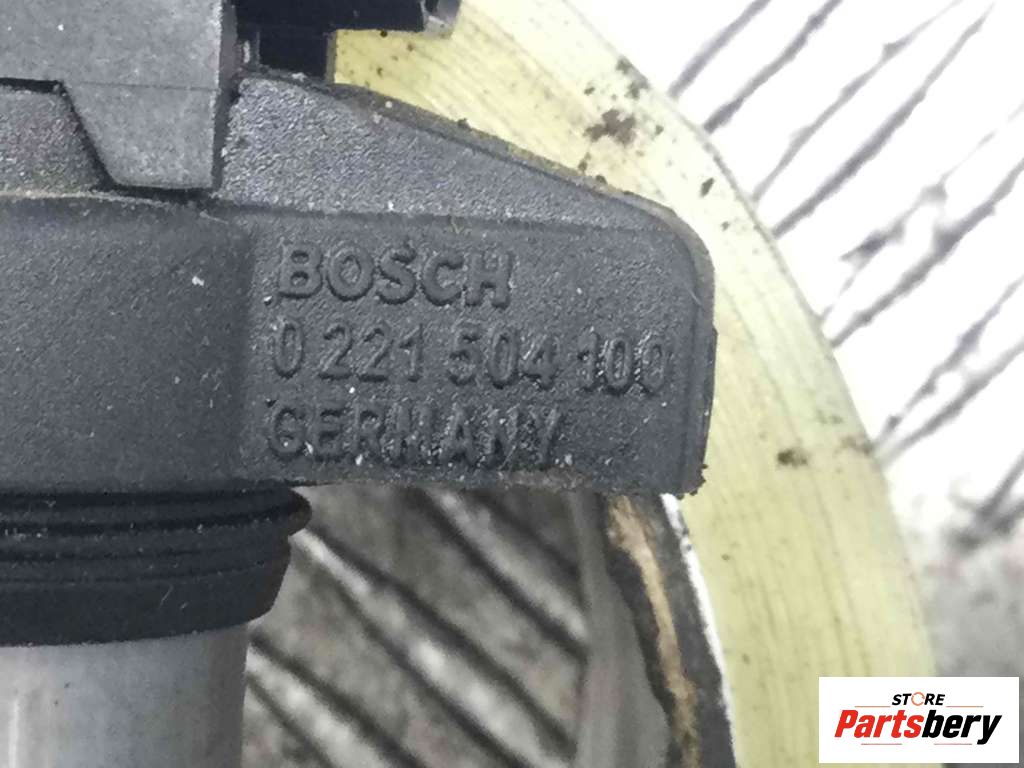 BOSCH
0 221 504 100
GERMANY
STORE
Partsbery